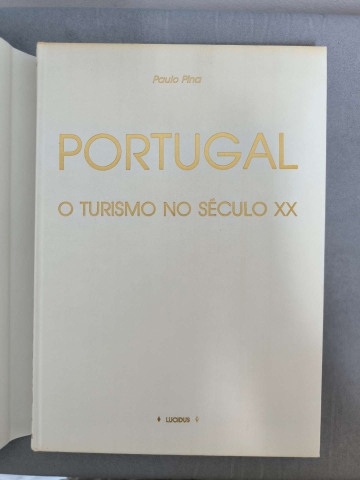 Paulo Pina
PORTUGAL
O TURISMO NO SÉCULO XX
LUCIDUS